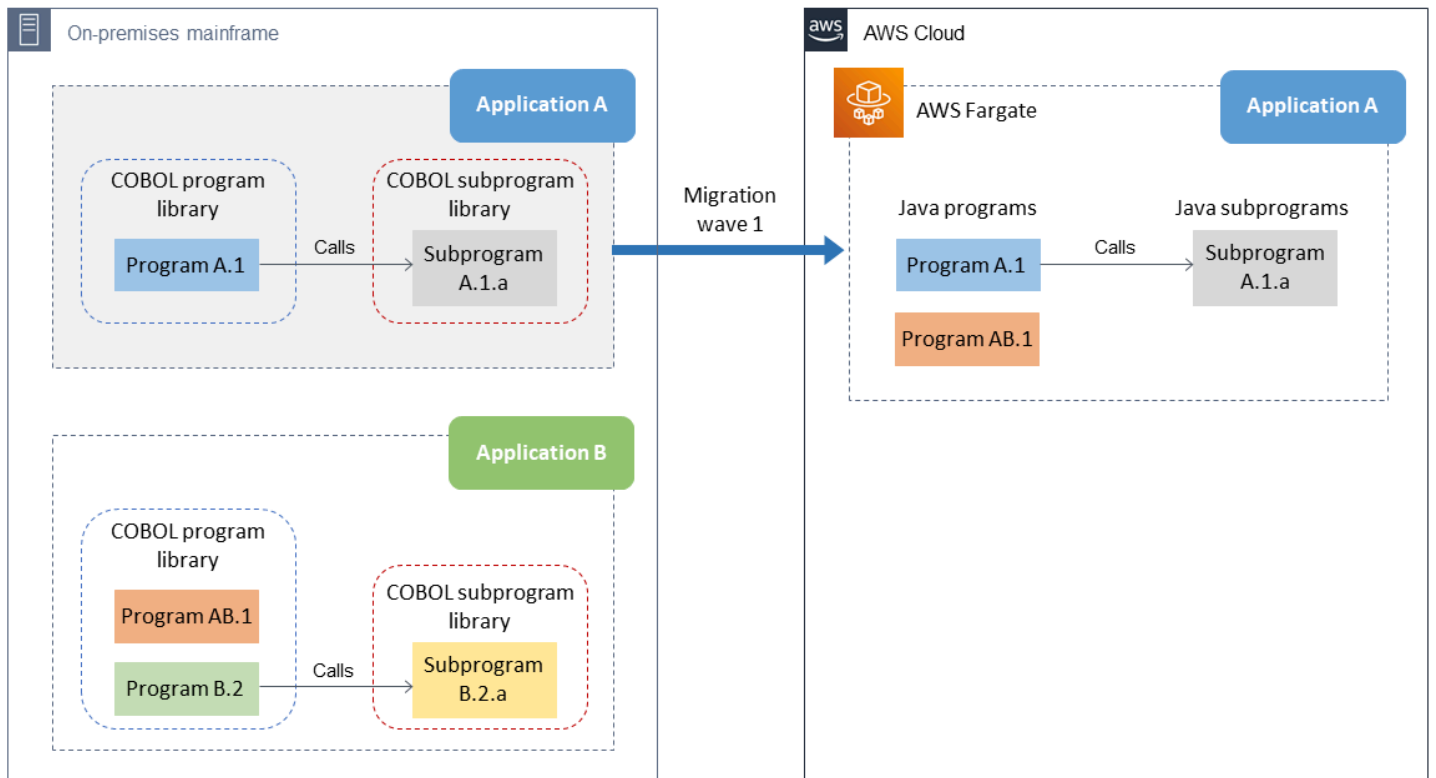 On-premises mainframe
Application A
COBOL program
library
Program A.1
Calls
COBOL subprogram
library
Subprogram
A.1.a
Application B
COBOL program
library
Program AB.1
Program B.2
Calls
COBOL subprogram
library
Subprogram
B.2.a
Migration
wave 1
aws
AWS Cloud
AWS Fargate
Application A
Java programs
Program A.1
Calls
Java subprograms
Subprogram
A.1.a
Program AB.1